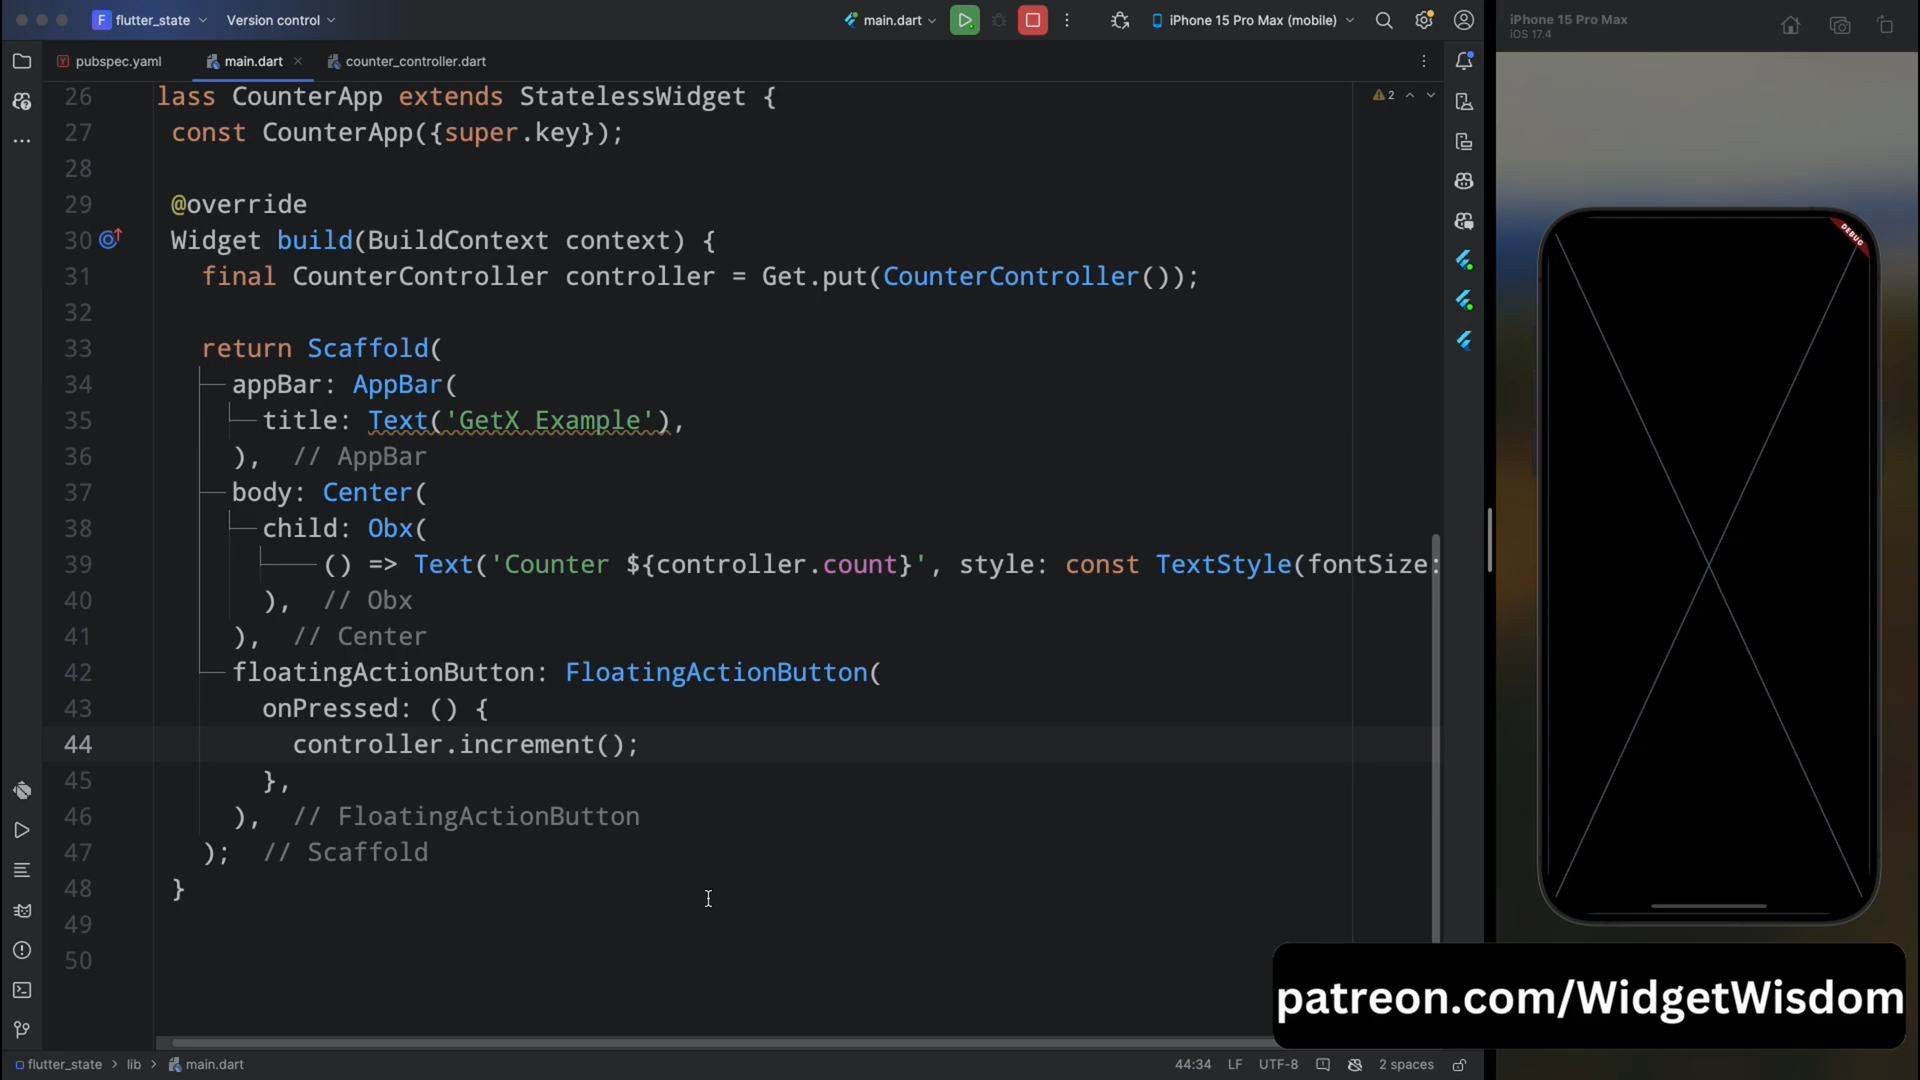 flutter_state
Version control
main.dart
iPhone 15 Pro Max (mobile)
iPhone 15 Pro Max
iOS 17.4
pubspec.yaml
main.dart
counter_controller.dart
2
26 lass CounterApp extends StatelessWidget {
27 const CounterApp({super.key});
28
29 @override
30 Widget build(BuildContext context) {
31 final CounterController controller = Get.put(CounterController());
32
33 return Scaffold(
34 appBar: AppBar(
35 title: Text('GetX Example'),
36 ), // AppBar
37 body: Center(
38 child: Obx(
39 () => Text('Counter ${controller.count}', style: const TextStyle(fontSize:
40 ), // Obx
41 ), // Center
42 floatingActionButton: FloatingActionButton(
43 onPressed: () {
44 controller.increment();
45 },
46 ), // FloatingActionButton
47 ); // Scaffold
48 }
49
50
DEBUG
patreon.com/WidgetWisdom
flutter_state > lib > main.dart
44:34 LF UTF-8 2 spaces